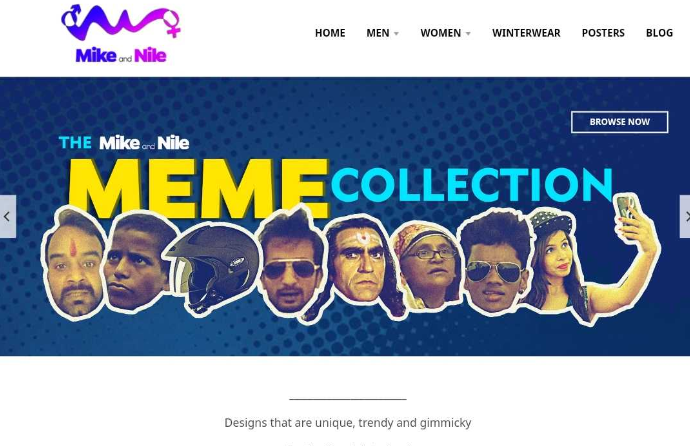 Mike and Nile
HOME MEN WOMEN WINTERWEAR POSTERS BLOG
BROWSE NOW
THE Mike and Nile
MEME COLLECTION
Designs that are unique, trendy and gimmicky